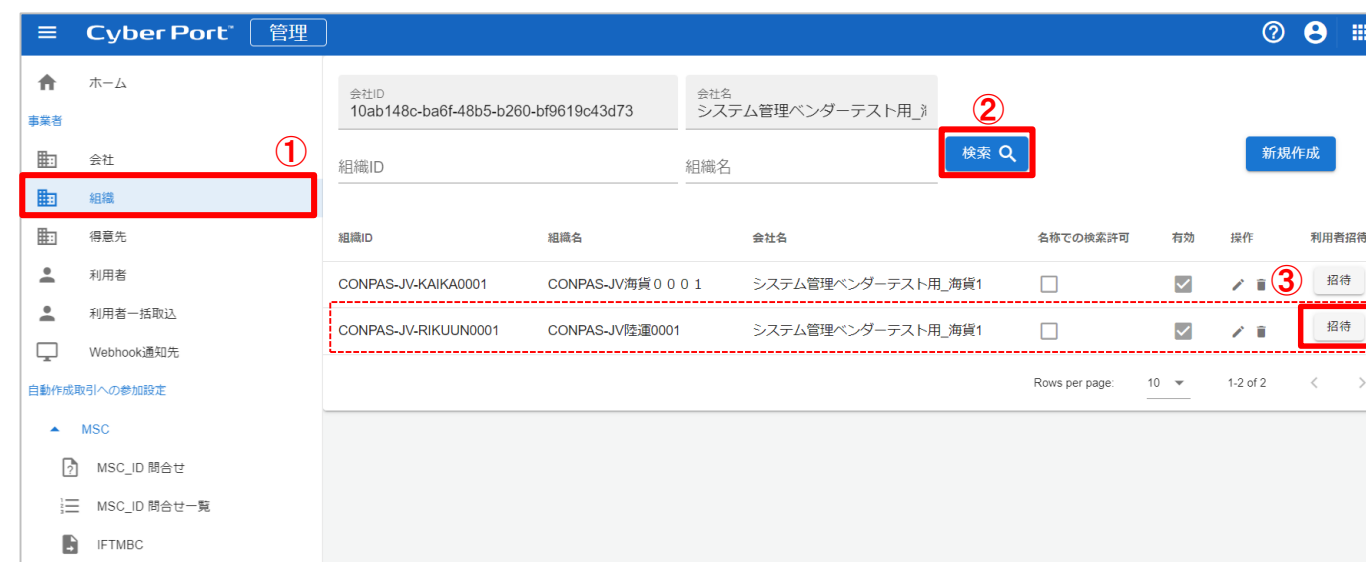 Cyber Port™ 管理
ホーム
事業者
会社
①
組織
得意先
利用者
利用者一括取込
Webhook通知先
自動作成取引への参加設定
MSC
MSC_ID 問合せ
MSC_ID 問合せ一覧
IFTMBC
会社ID
10ab148c-ba6f-48b5-b260-bf9619c43d73
会社名
システム管理ベンダーテスト用_
②
組織ID
組織名
検索
新規作成
組織ID 組織名 会社名 名称での検索許可 有効 操作 利用者招待
CONPAS-JV-KAIKA0001 CONPAS-JV海貨０００１ システム管理ベンダーテスト用_海貨1 ③ 招待
CONPAS-JV-RIKUUN0001 CONPAS-JV陸運0001 システム管理ベンダーテスト用_海貨1 招待
Rows per page: 10 1-2 of 2